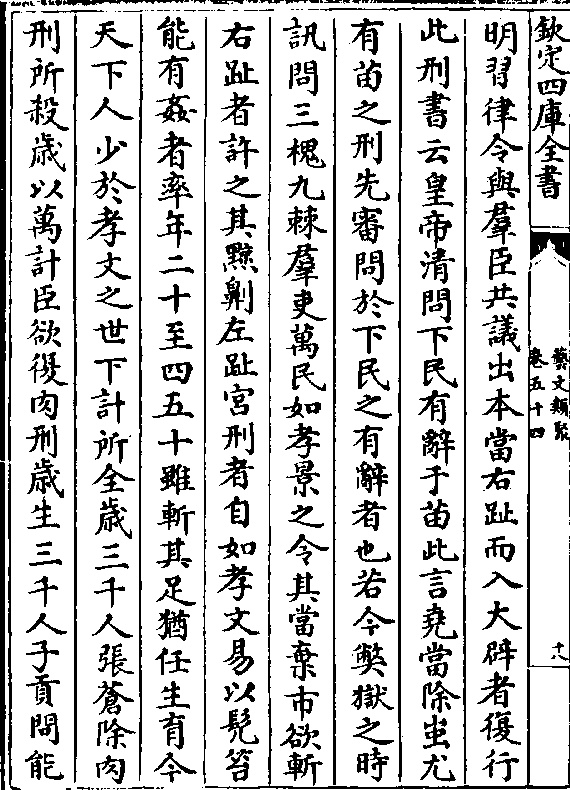 欽定四庫全書
藝文類聚
卷五十四
十八
明習律令與羣臣共議出本當右趾而入大辟者復行
此刑書云皇帝清問下民有辭于苗此言堯當除蚩尤
有苗之刑先審問於下民之有辭者也若今獘獄之時
訊問三槐九棘羣吏萬民如孝景之令其當棄市欲斬
右趾者許之其黥劓左趾宮刑者自如孝文易以髠笞
能有姦者率年二十至四五十雖斬其足猶任生育今
天下人少於孝文之世下計所全歲三千人張蒼除肉
刑所殺歲以萬計臣欲復肉刑歲生三千人子貢問能